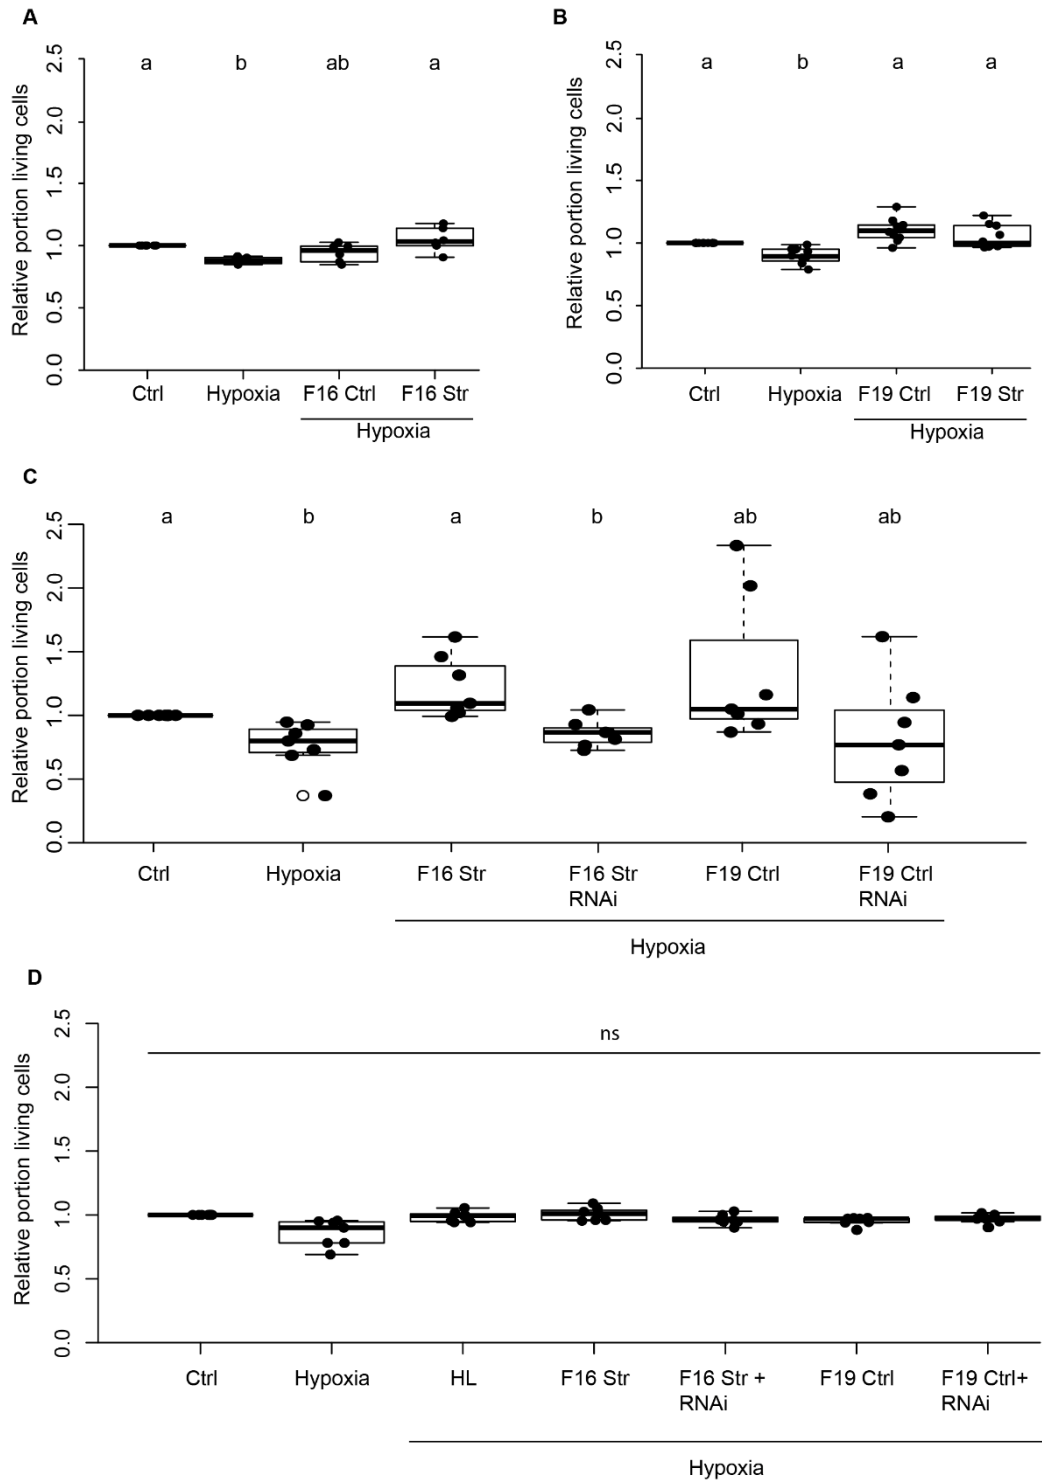 A
Relative portion living cells
2.5
2.0
1.5
1.0
0.5
0.0
a b ab a
Ctrl Hypoxia F16 Ctrl F16 Str
Hypoxia
B
Relative portion living cells
2.5
2.0
1.5
1.0
0.5
0.0
a b a a
Ctrl Hypoxia F19 Ctrl F19 Str
Hypoxia
C
Relative portion living cells
2.5
2.0
1.5
1.0
0.5
0.0
a b a b ab ab
Ctrl Hypoxia F16 Str F16 Str F19 Ctrl F19 Ctrl
RNAi RNAi
Hypoxia
D
Relative portion living cells
2.5
2.0
1.5
1.0
0.5
0.0
ns
Ctrl Hypoxia HL F16 Str F16 Str + F19 Ctrl F19 Ctrl+
RNAi RNAi
Hypoxia